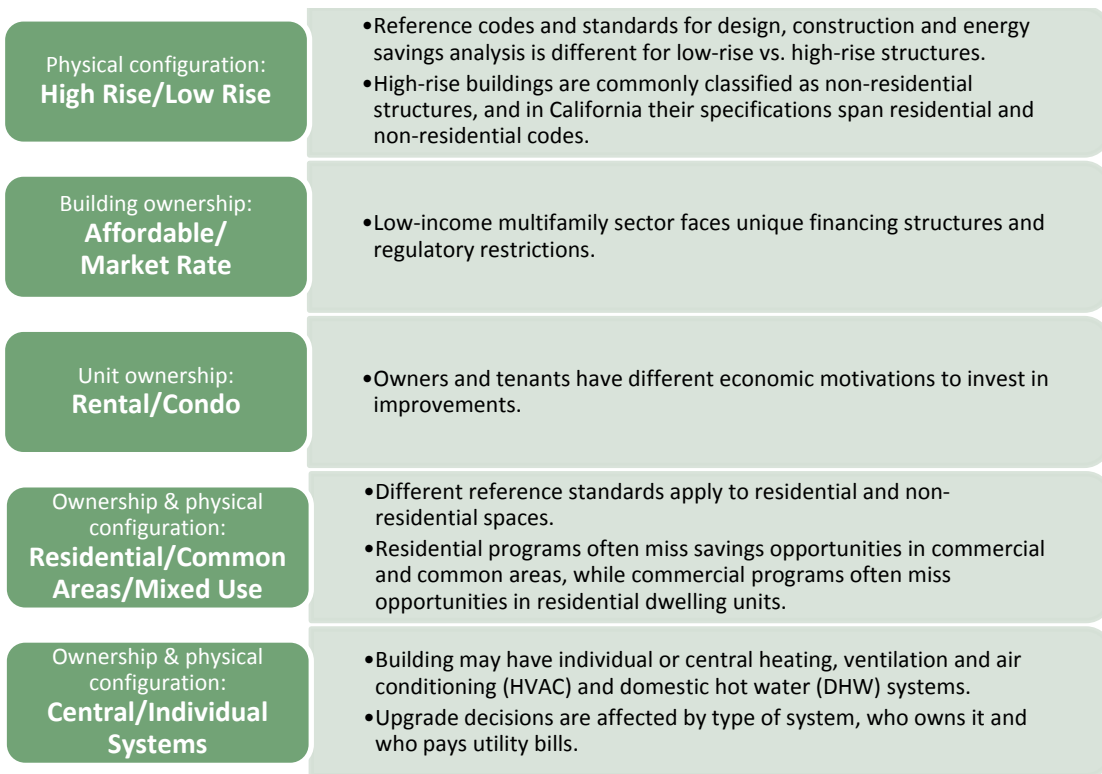 Physical configuration:
High Rise/Low Rise
•Reference codes and standards for design, construction and energy
savings analysis is different for low-rise vs. high-rise structures.
•High-rise buildings are commonly classified as non-residential
structures, and in California their specifications span residential and
non-residential codes.
Building ownership:
Affordable/
Market Rate
•Low-income multifamily sector faces unique financing structures and
regulatory restrictions.
Unit ownership:
Rental/Condo
•Owners and tenants have different economic motivations to invest in
improvements.
Ownership & physical
configuration:
Residential/Common
Areas/Mixed Use
•Different reference standards apply to residential and non-
residential spaces.
•Residential programs often miss savings opportunities in commercial
and common areas, while commercial programs often miss
opportunities in residential dwelling units.
Ownership & physical
configuration:
Central/Individual
Systems
•Building may have individual or central heating, ventilation and air
conditioning (HVAC) and domestic hot water (DHW) systems.
•Upgrade decisions are affected by type of system, who owns it and
who pays utility bills.